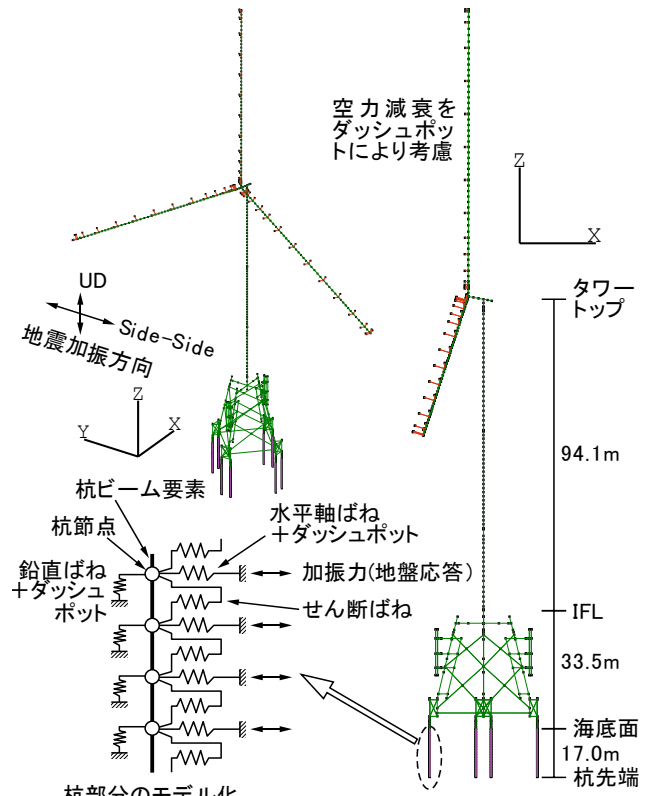 空力減衰を
ダッシュポッ
トにより考慮
Z
X
タワー
トップ
UD
Side-Side
地震加振方向
Z
X
Y
94.1m
杭ビーム要素
杭節点
水平軸ばね
＋ダッシュポット
鉛直ばね
＋ダッシュ
ポット
加振力(地盤応答)
せん断ばね
IFL
33.5m
海底面
17.0m
杭先端
杭部分のモデル化